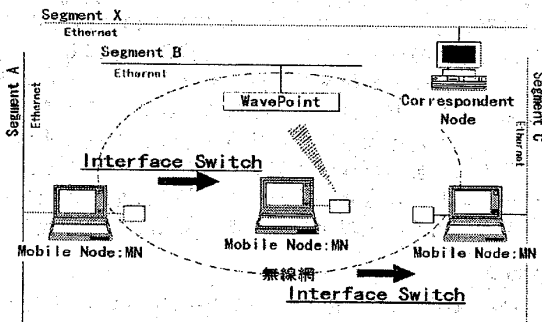 Segment X
Ethernet
Segment B
Ethernet
Segment A
Ethernet
WavePoint
Correspondent
Node
Segment C
Ethernet
Interface Switch
Mobile Node:MN
Mobile Node:MN
Mobile Node:MN
無線網
Interface Switch